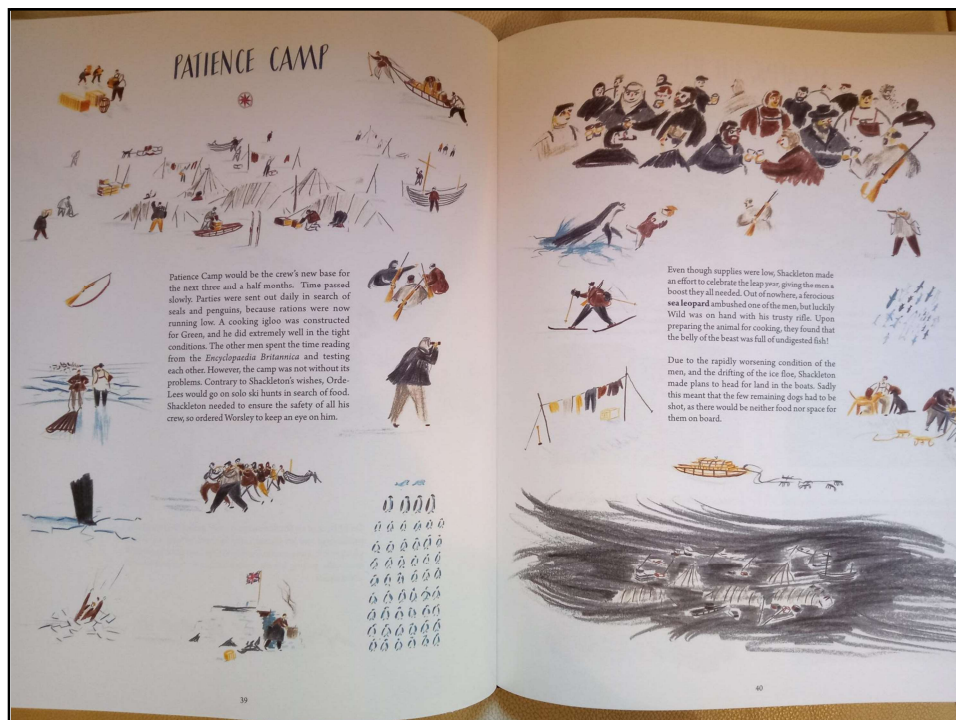 PATIENCE CAMP
Patience Camp would be the crew's new base for
the next three and a half months. Time passed
slowly. Parties were sent out daily in search of
seals and penguins, because rations were now
running low. A cooking igloo was constructed
for Green, and he did extremely well in the tight
conditions. The other men spent the time reading
from the Encyclopaedia Britannica and testing
each other. However, the camp was not without its
problems. Contrary to Shackleton's wishes, Orde-
Lees would go on solo ski hunts in search of food.
Shackleton needed to ensure the safety of all his
crew, so ordered Worsley to keep an eye on him.
39
Even though supplies were low, Shackleton made
an effort to celebrate the leap year, giving the men a
boost they all needed. Out of nowhere, a ferocious
sea leopard ambushed one of the men, but luckily
Wild was on hand with his trusty rifle. Upon
preparing the animal for cooking, they found that
the belly of the beast was full of undigested fish!
Due to the rapidly worsening condition of the
men, and the drifting of the ice floe, Shackleton
made plans to head for land in the boats. Sadly
this meant that the few remaining dogs had to be
shot, as there would be neither food nor space for
them on board.
40